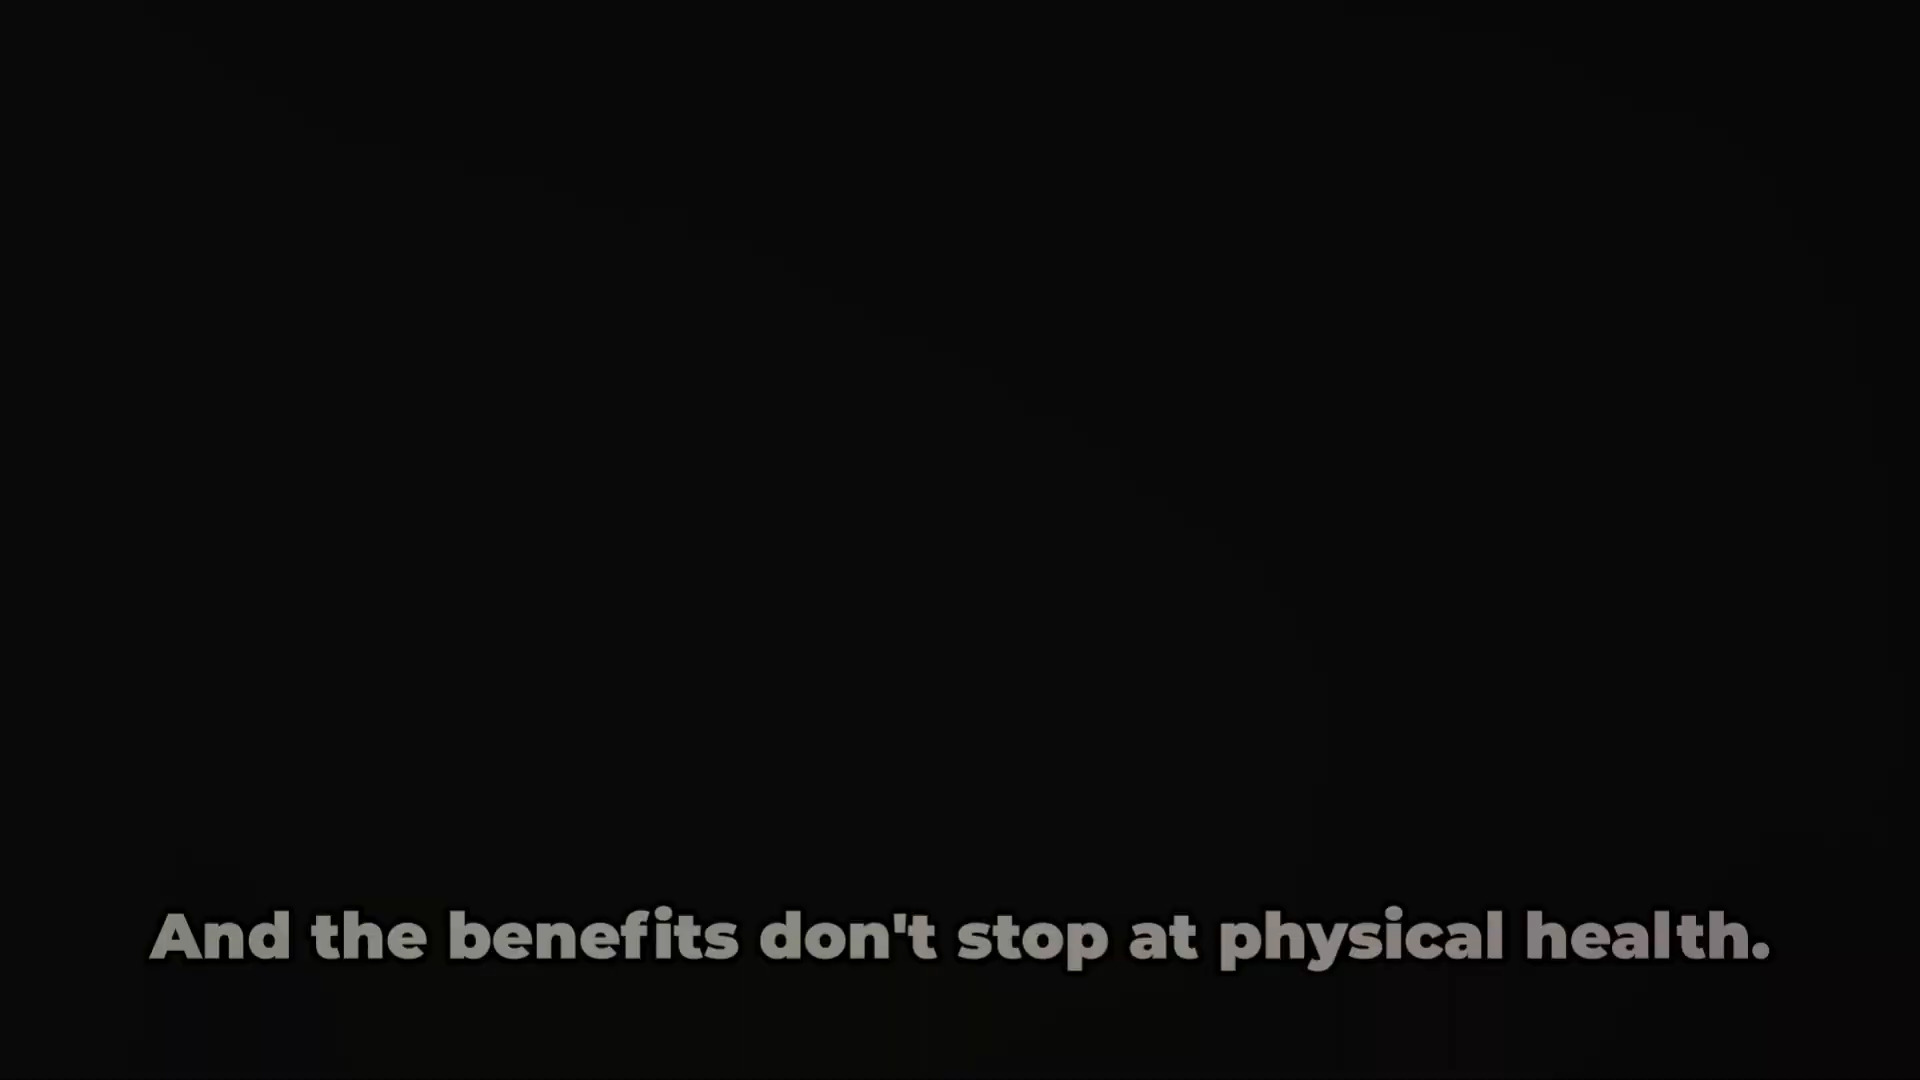 And the benefits don't stop at physical health.